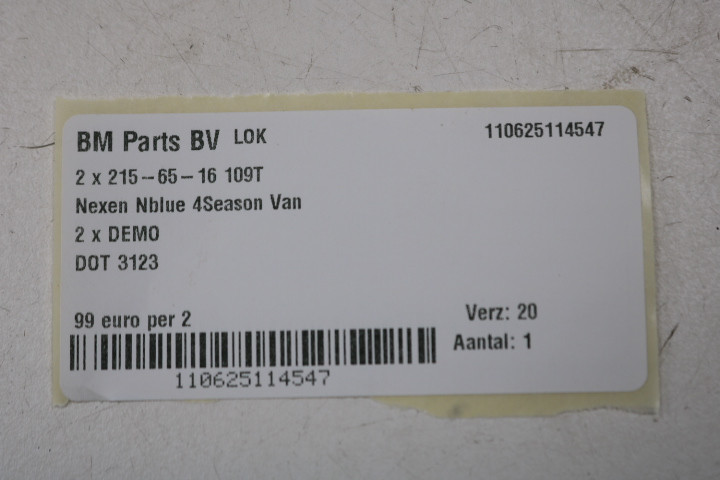 BM Parts BV LOK 110625114547
2 x 215-65-16 109T
Nexen Nblue 4Season Van
2 x DEMO
DOT 3123
99 euro per 2 Verz: 20
Aantal: 1
110625114547